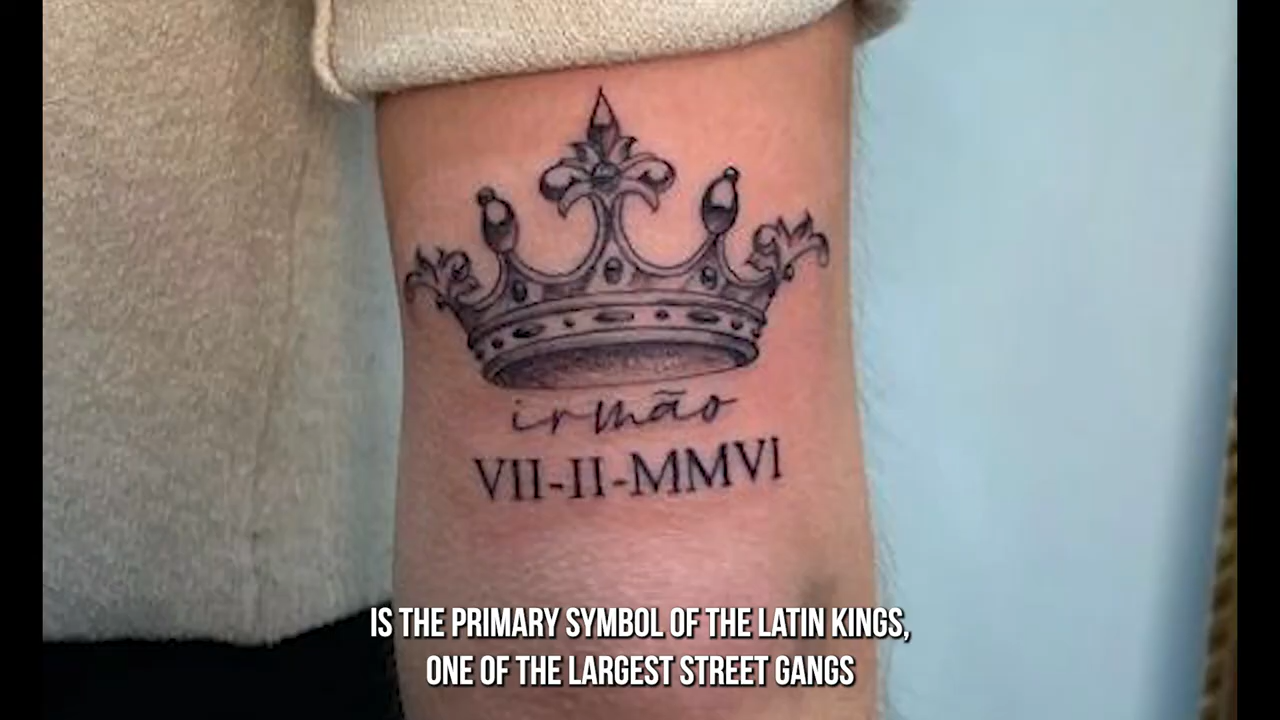 irmão
VII-II-MMVI
IS THE PRIMARY SYMBOL OF THE LATIN KINGS,
ONE OF THE LARGEST STREET GANGS